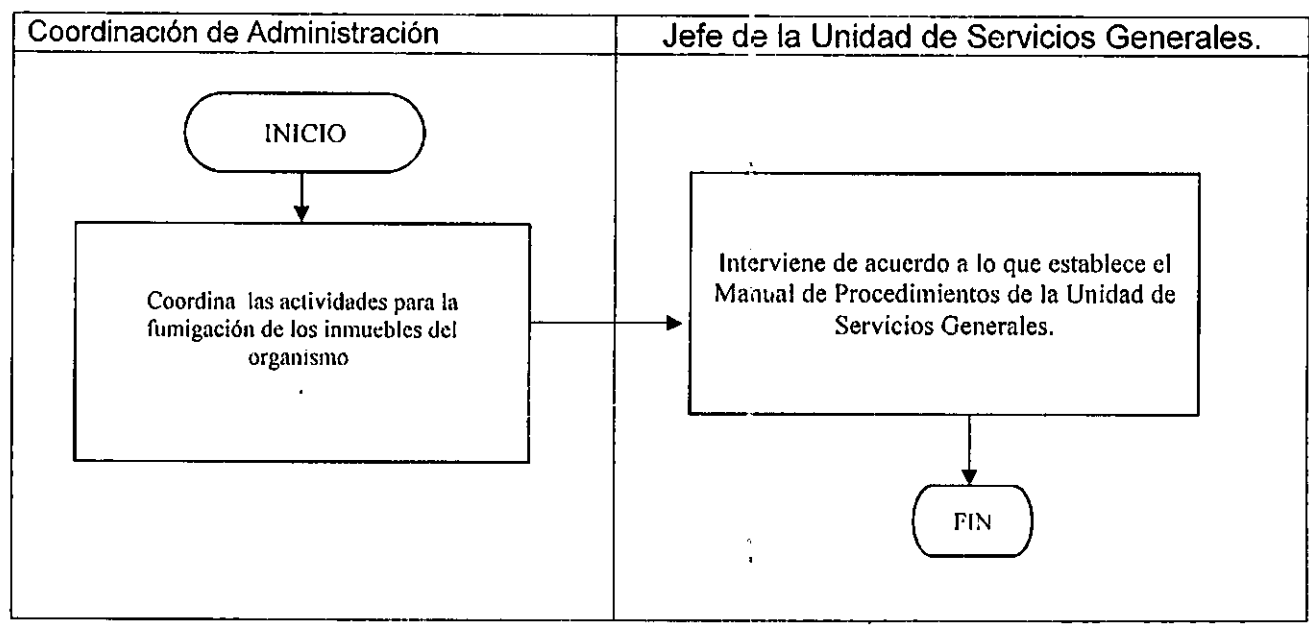 Coordinación de Administración
Jefe de la Unidad de Servicios Generales.
INICIO
Coordina las actividades para la
fumigación de los inmuebles del
organismo
Interviene de acuerdo a lo que establece el
Manual de Procedimientos de la Unidad de
Servicios Generales.
FIN